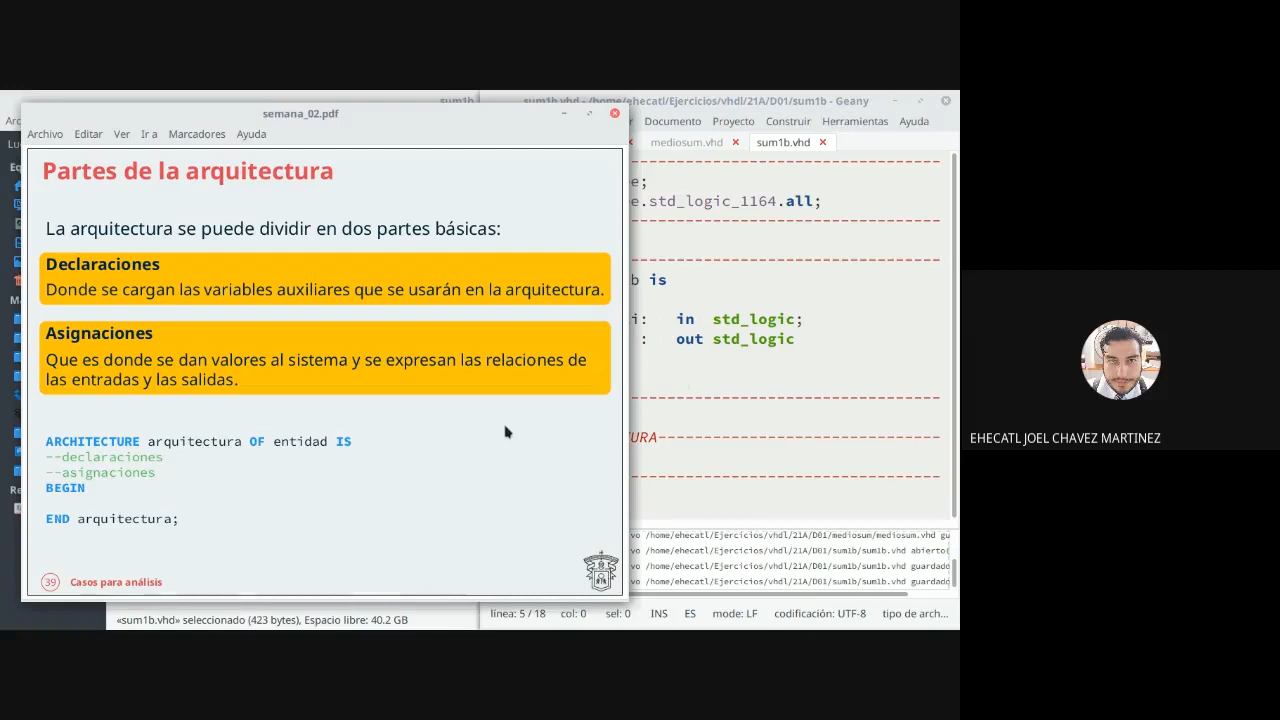 semana_02.pdf
Archivo Editar Ver Ir a Marcadores Ayuda
Partes de la arquitectura
La arquitectura se puede dividir en dos partes básicas:
Declaraciones
Donde se cargan las variables auxiliares que se usarán en la arquitectura.
Asignaciones
Que es donde se dan valores al sistema y se expresan las relaciones de
las entradas y las salidas.
ARCHITECTURE arquitectura OF entidad IS
--declaraciones
--asignaciones
BEGIN
END arquitectura;
39 Casos para análisis
«sum1b.vhd» seleccionado (423 bytes), Espacio libre: 40.2 GB
sum1b.vhd - /home/ehecatl/Ejercicios/vhdl/21A/D01/sum1b - Geany
Documento Proyecto Construir Herramientas Ayuda
mediosum.vhd sum1b.vhd
e;
e.std_logic_1164.all;
b is
i: in std_logic;
: out std_logic
URA
vo /home/ehecatl/Ejercicios/vhdl/21A/D01/mediosum/mediosum.vhd gu
vo /home/ehecatl/Ejercicios/vhdl/21A/D01/sum1b/sum1b.vhd abierto(
vo /home/ehecatl/Ejercicios/vhdl/21A/D01/sum1b/sum1b.vhd guardado
vo /home/ehecatl/Ejercicios/vhdl/21A/D01/sum1b/sum1b.vhd guardado
línea: 5 / 18 col: 0 sel: 0 INS ES mode: LF codificación: UTF-8 tipo de arch...
EHECATL JOEL CHAVEZ MARTINEZ